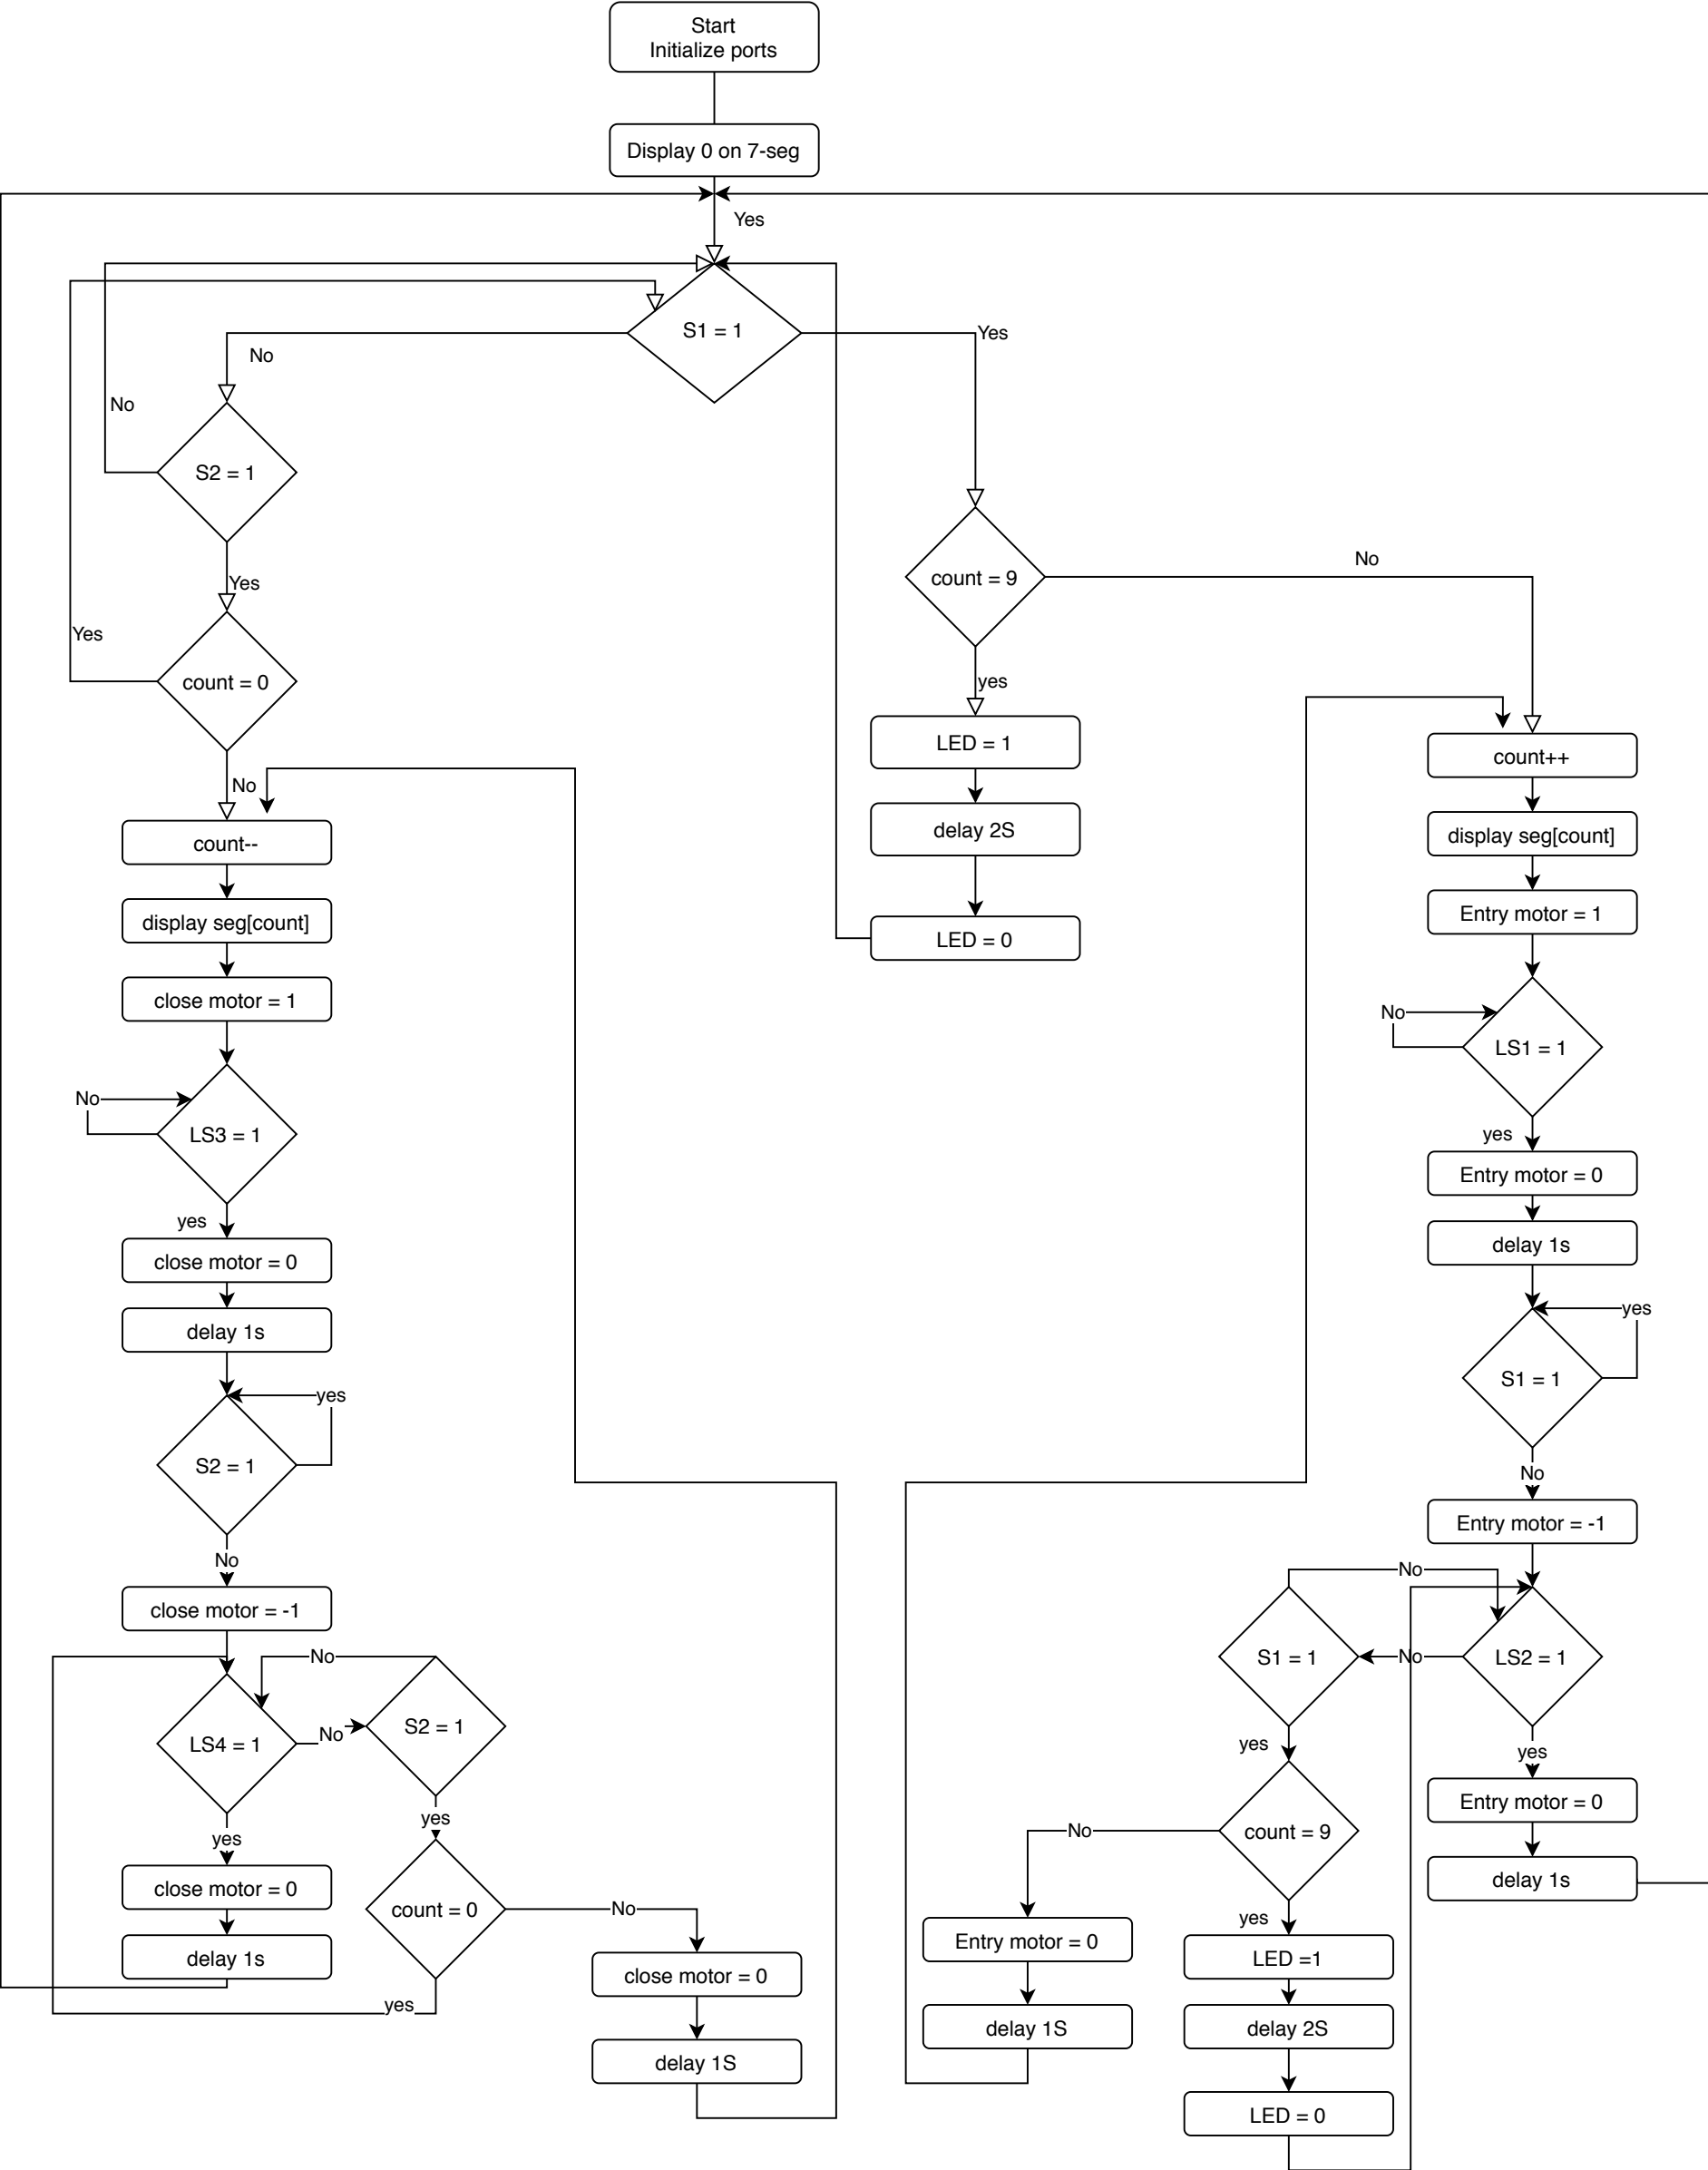 Start
Initialize ports
Display 0 on 7-seg
Yes
S1 = 1
Yes
No
No
S2 = 1
Yes
Yes
count = 0
No
count--
display seg[count]
close motor = 1
No
LS3 = 1
yes
close motor = 0
delay 1s
yes
S2 = 1
No
close motor = -1
No
LS4 = 1
No
S2 = 1
yes
yes
close motor = 0
delay 1s
count = 0
No
yes
close motor = 0
delay 1S
count = 9
No
yes
LED = 1
delay 2S
LED = 0
count++
display seg[count]
Entry motor = 1
No
LS1 = 1
yes
Entry motor = 0
delay 1s
yes
S1 = 1
No
Entry motor = -1
No
S1 = 1
No
LS2 = 1
yes
yes
Entry motor = 0
delay 1s
count = 9
No
yes
Entry motor = 0
delay 1S
LED =1
delay 2S
LED = 0